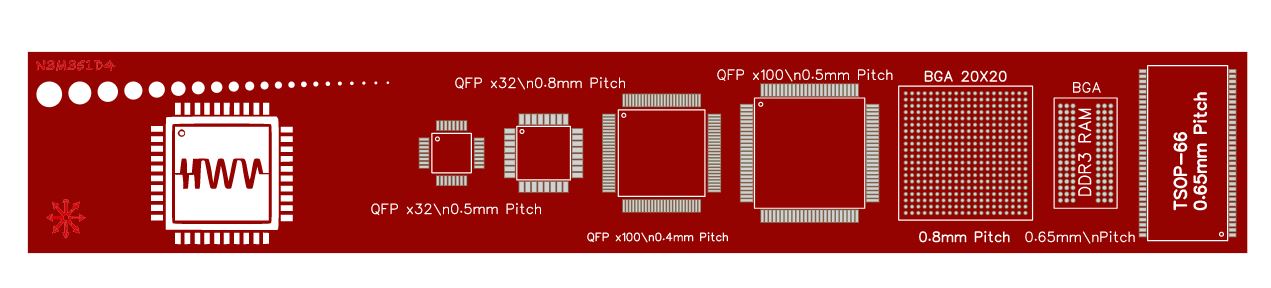 N3M351D4
HWV
QFP x32\n0.5mm Pitch
QFP x32\n0.8mm Pitch
QFP x100\n0.4mm Pitch
QFP x100\n0.5mm Pitch
BGA 20X20
0.8mm Pitch
BGA
DDR3 RAM
0.65mm\nPitch
TSOP-66
0.65mm Pitch